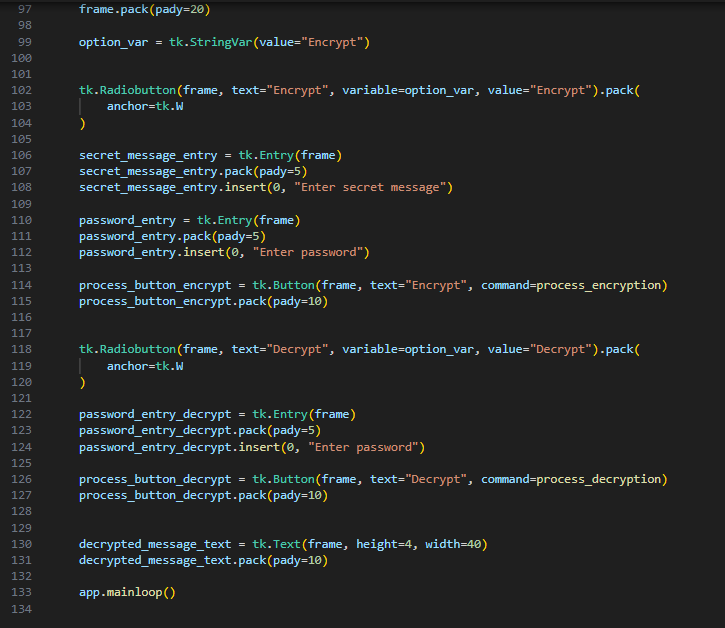 97 frame.pack(pady=20)
98
99 option_var = tk.StringVar(value="Encrypt")
100
101
102 tk.Radiobutton(frame, text="Encrypt", variable=option_var, value="Encrypt").pack(
103 anchor=tk.W
104 )
105
106 secret_message_entry = tk.Entry(frame)
107 secret_message_entry.pack(pady=5)
108 secret_message_entry.insert(0, "Enter secret message")
109
110 password_entry = tk.Entry(frame)
111 password_entry.pack(pady=5)
112 password_entry.insert(0, "Enter password")
113
114 process_button_encrypt = tk.Button(frame, text="Encrypt", command=process_encryption)
115 process_button_encrypt.pack(pady=10)
116
117
118 tk.Radiobutton(frame, text="Decrypt", variable=option_var, value="Decrypt").pack(
119 anchor=tk.W
120 )
121
122 password_entry_decrypt = tk.Entry(frame)
123 password_entry_decrypt.pack(pady=5)
124 password_entry_decrypt.insert(0, "Enter password")
125
126 process_button_decrypt = tk.Button(frame, text="Decrypt", command=process_decryption)
127 process_button_decrypt.pack(pady=10)
128
129
130 decrypted_message_text = tk.Text(frame, height=4, width=40)
131 decrypted_message_text.pack(pady=10)
132
133 app.mainloop()
134